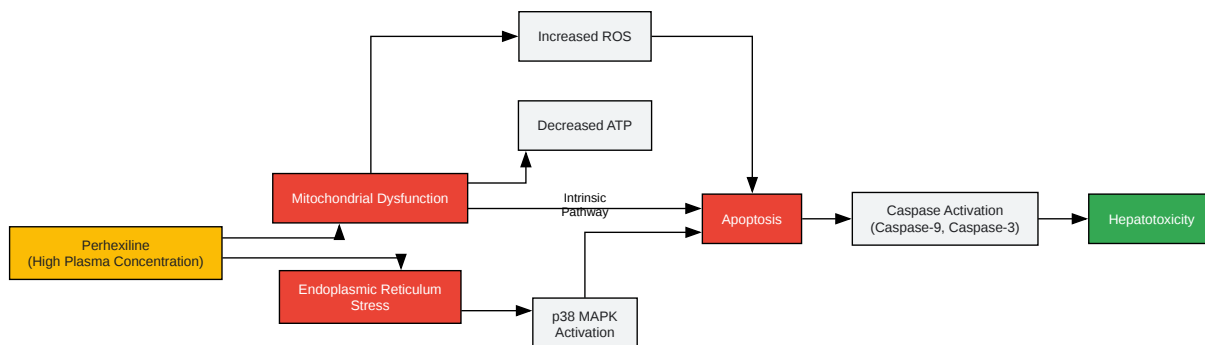 Increased ROS
Decreased ATP
Mitochondrial Dysfunction
Intrinsic
Pathway
Apoptosis
Caspase Activation
(Caspase-9, Caspase-3)
Hepatotoxicity
Perhexiline
(High Plasma Concentration)
Endoplasmic Reticulum
Stress
p38 MAPK
Activation